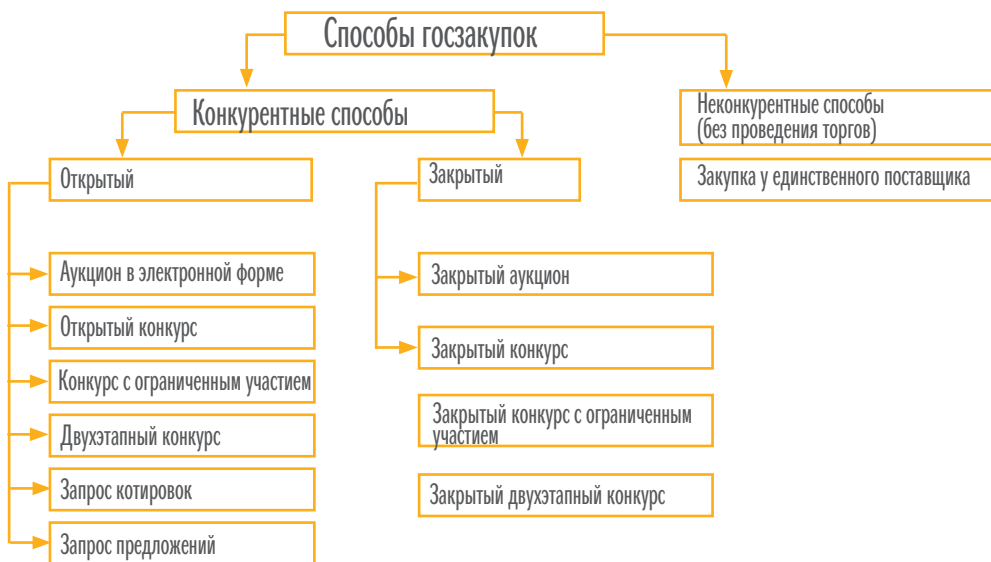 Способы госзакупок
Конкурентные способы
Неконкурентные способы
(без проведения торгов)
Открытый
Закрытый
Закупка у единственного поставщика
Аукцион в электронной форме
Открытый конкурс
Конкурс с ограниченным участием
Двухэтапный конкурс
Запрос котировок
Запрос предложений
Закрытый аукцион
Закрытый конкурс
Закрытый конкурс с ограниченным
участием
Закрытый двухэтапный конкурс